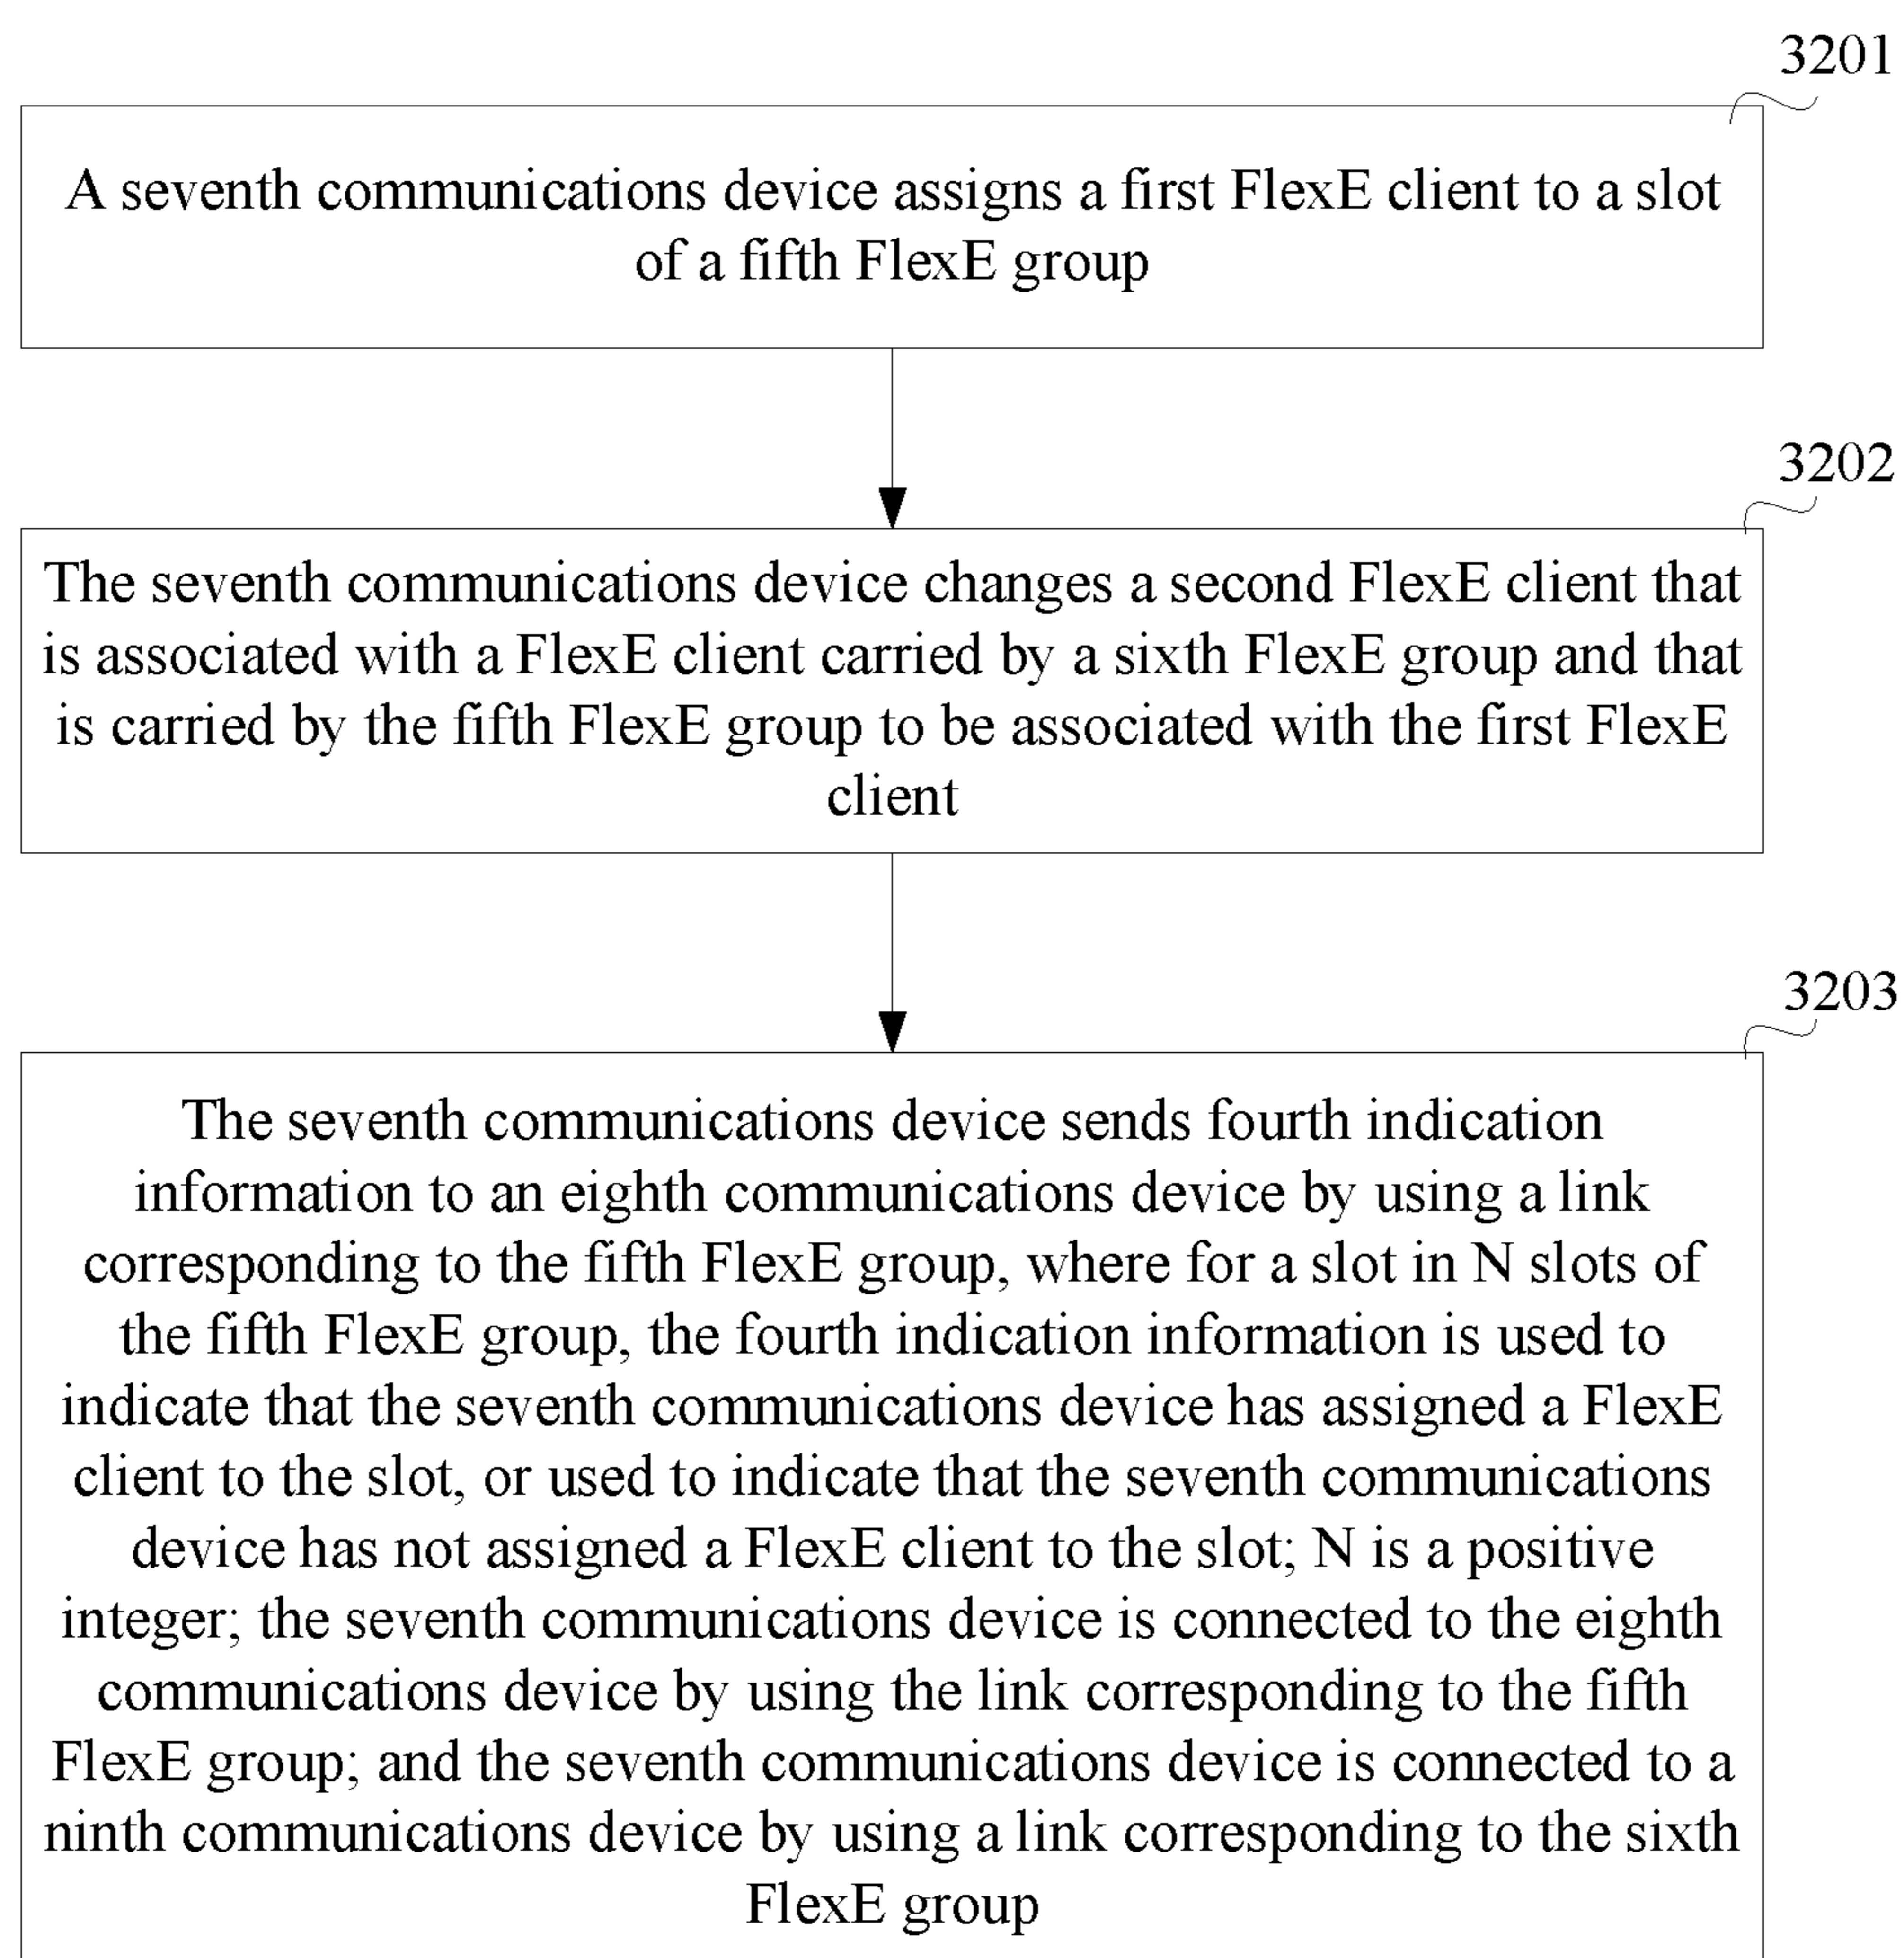 3201
A seventh communications device assigns a first FlexE client to a slot
of a fifth FlexE group
3202
The seventh communications device changes a second FlexE client that
is associated with a FlexE client carried by a sixth FlexE group and that
is carried by the fifth FlexE group to be associated with the first FlexE
client
3203
The seventh communications device sends fourth indication
information to an eighth communications device by using a link
corresponding to the fifth FlexE group, where for a slot in N slots of
the fifth FlexE group, the fourth indication information is used to
indicate that the seventh communications device has assigned a FlexE
client to the slot, or used to indicate that the seventh communications
device has not assigned a FlexE client to the slot; N is a positive
integer; the seventh communications device is connected to the eighth
communications device by using the link corresponding to the fifth
FlexE group; and the seventh communications device is connected to a
ninth communications device by using a link corresponding to the sixth
FlexE group